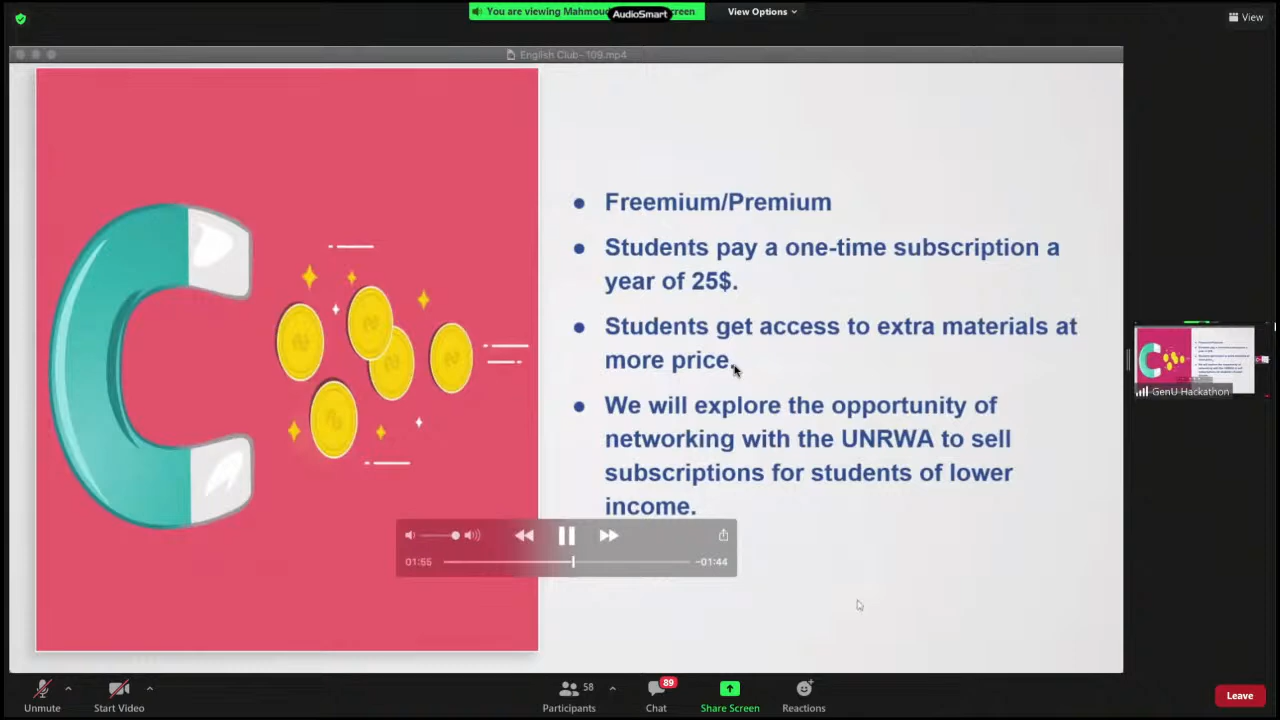 You are viewing Mahmoud
AudioSmart
creen
View Options
View
English Club- 109.mp4
● Freemium/Premium
● Students pay a one-time subscription a
year of 25$.
● Students get access to extra materials at
more price.
● We will explore the opportunity of
networking with the UNRWA to sell
subscriptions for students of lower
income.
01:55
-01:44
GenU Hackathon
Unmute
Start Video
58
Participants
89
Chat
Share Screen
Reactions
Leave